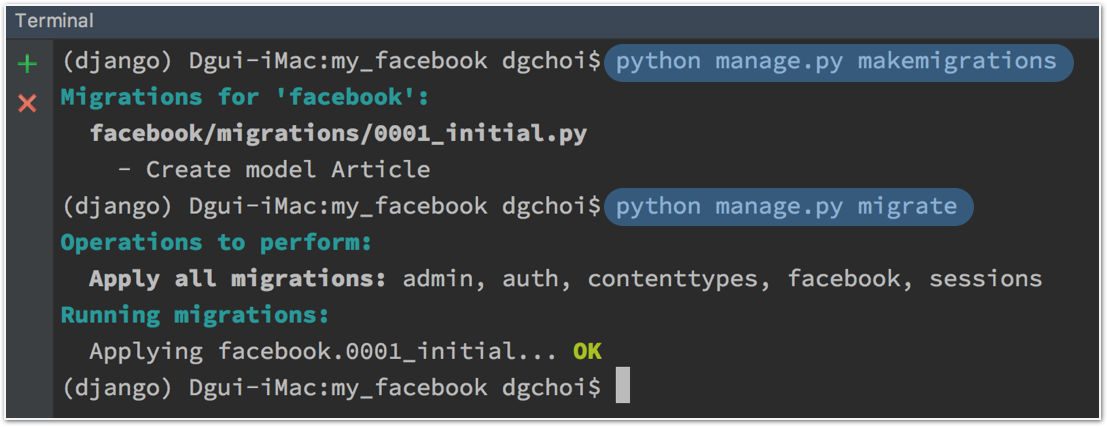 Terminal
(django) Dgui-iMac:my_facebook dgchoi$ python manage.py makemigrations
Migrations for 'facebook':
  facebook/migrations/0001_initial.py
    - Create model Article
(django) Dgui-iMac:my_facebook dgchoi$ python manage.py migrate
Operations to perform:
  Apply all migrations: admin, auth, contenttypes, facebook, sessions
Running migrations:
  Applying facebook.0001_initial... OK
(django) Dgui-iMac:my_facebook dgchoi$